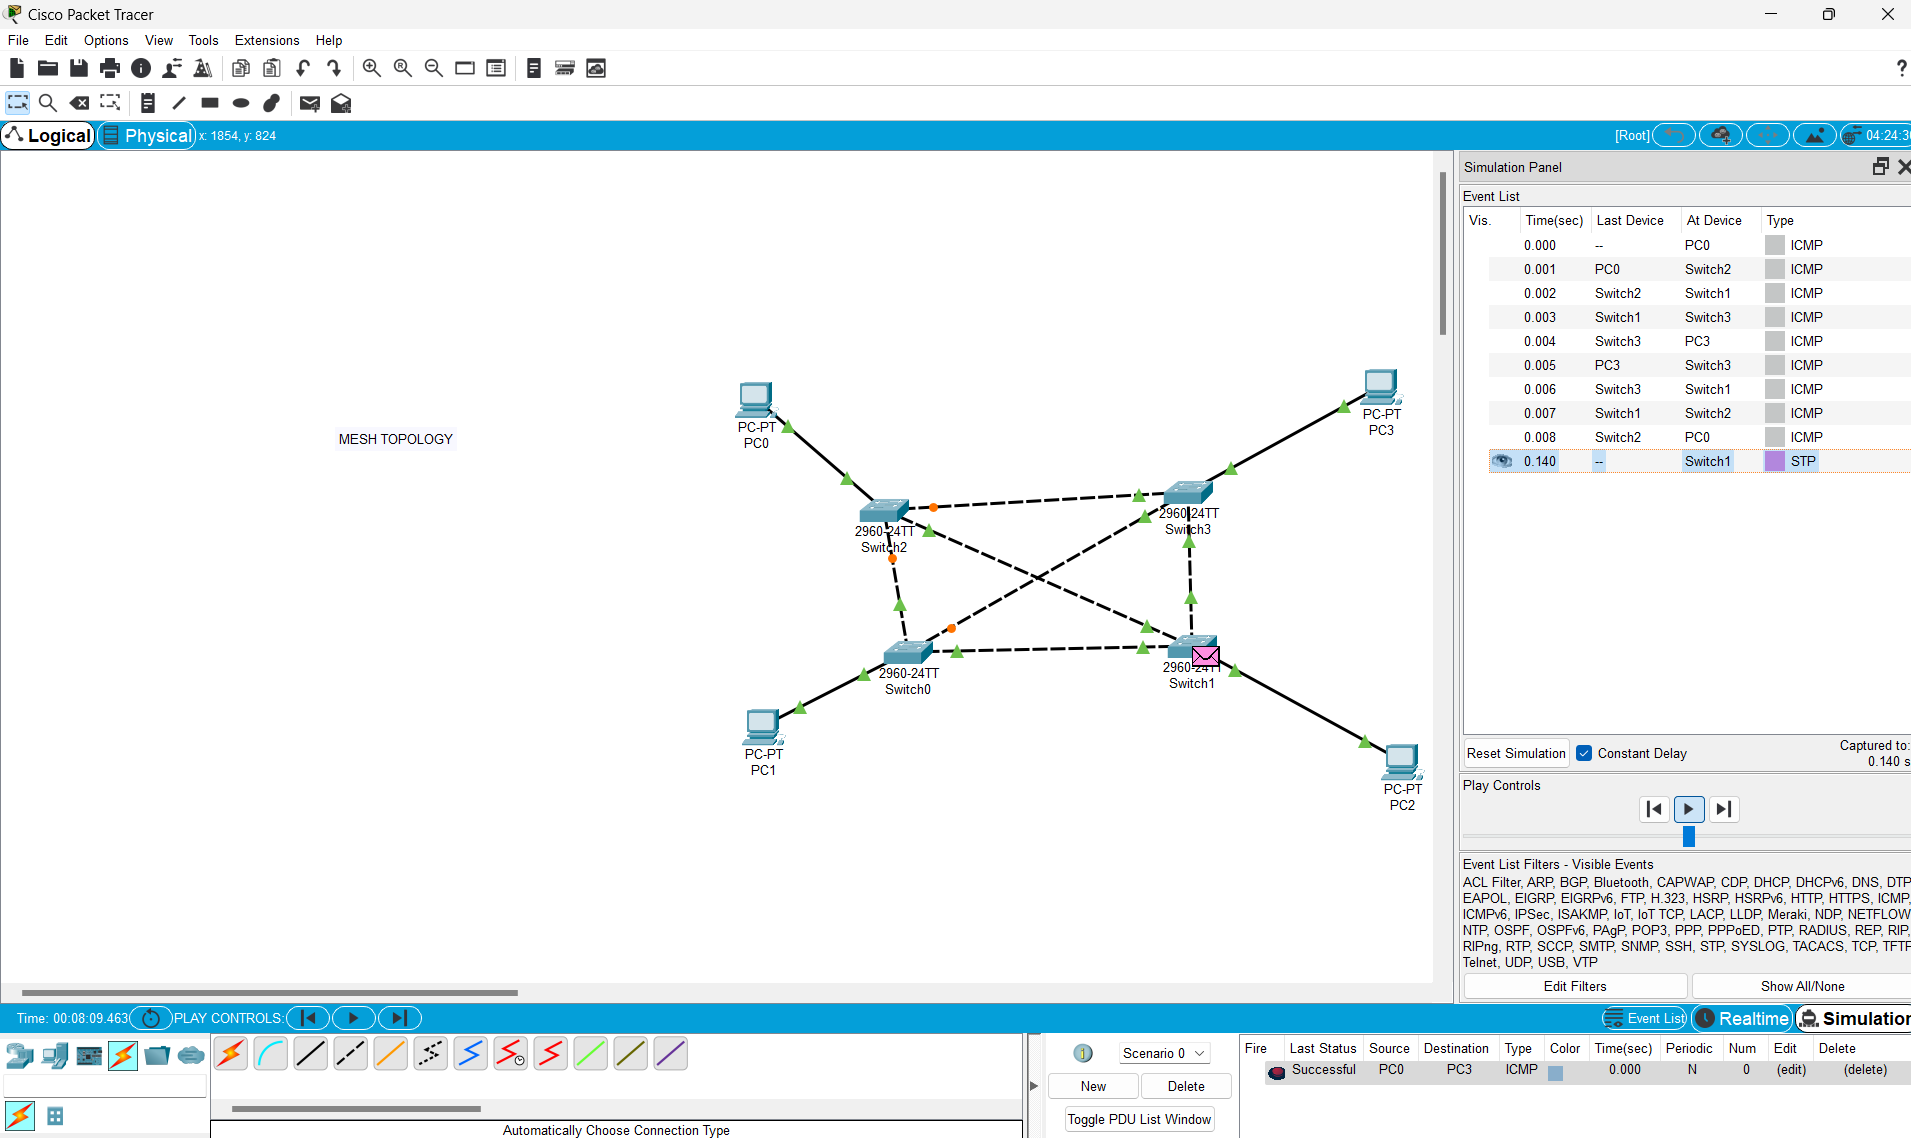 Cisco Packet Tracer
File Edit Options View Tools Extensions Help
?
Logical Physical x: 1854, y: 824 [Root] 04:24:30
Simulation Panel
Event List
Vis. Time(sec) Last Device At Device Type
0.000 -- PC0 ICMP
0.001 PC0 Switch2 ICMP
0.002 Switch2 Switch1 ICMP
0.003 Switch1 Switch3 ICMP
0.004 Switch3 PC3 ICMP
0.005 PC3 Switch3 ICMP
0.006 Switch3 Switch1 ICMP
0.007 Switch1 Switch2 ICMP
0.008 Switch2 PC0 ICMP
0.140 -- Switch1 STP
MESH TOPOLOGY
PC-PT
PC0
PC-PT
PC3
2960-24TT
Switch2
2960-24TT
Switch3
2960-24TT
Switch0
2960-24TT
Switch1
PC-PT
PC1
PC-PT
PC2
Reset Simulation Constant Delay Captured to:
0.140 s
Play Controls
Event List Filters - Visible Events
ACL Filter, ARP, BGP, Bluetooth, CAPWAP, CDP, DHCP, DHCPv6, DNS, DTP
EAPOL, EIGRP, EIGRPv6, FTP, H.323, HSRP, HSRPv6, HTTP, HTTPS, ICMP,
ICMPv6, IPSec, ISAKMP, IoT, IoT TCP, LACP, LLDP, Meraki, NDP, NETFLOW
NTP, OSPF, OSPFv6, PAgP, POP3, PPP, PPPoED, PTP, RADIUS, REP, RIP,
RIPng, RTP, SCCP, SMTP, SNMP, SSH, STP, SYSLOG, TACACS, TCP, TFTP
Telnet, UDP, USB, VTP
Edit Filters Show All/None
Time: 00:08:09.463 PLAY CONTROLS: Event List Realtime Simulation
Scenario 0
New Delete
Toggle PDU List Window
Fire Last Status Source Destination Type Color Time(sec) Periodic Num Edit Delete
Successful PC0 PC3 ICMP 0.000 N 0 (edit) (delete)
Automatically Choose Connection Type